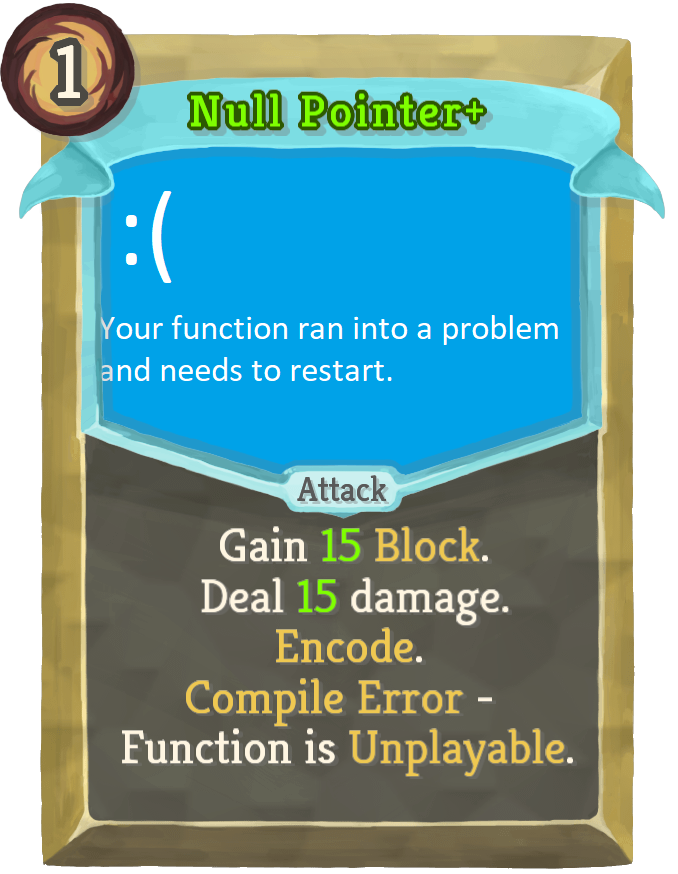 1
Null Pointer+
:(
Your function ran into a problem
and needs to restart.
Attack
Gain 15 Block.
Deal 15 damage.
Encode.
Compile Error -
Function is Unplayable.